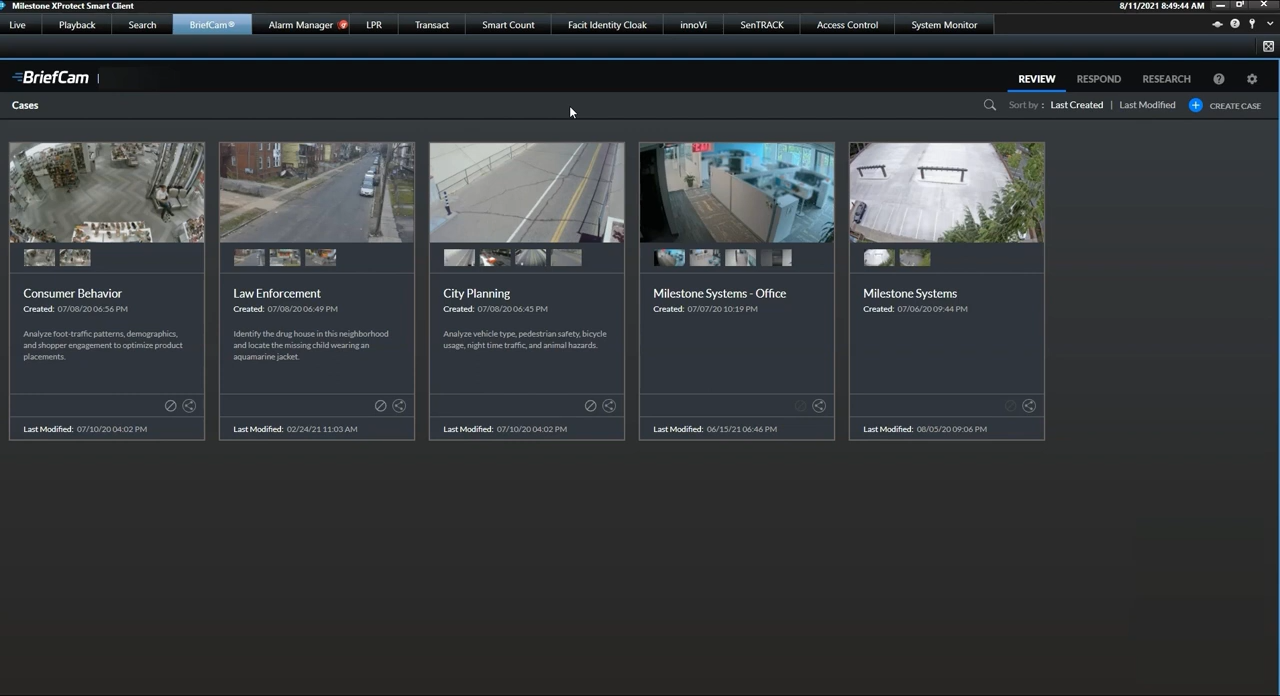 Milestone XProtect Smart Client
8/11/2021 8:49:44 AM
Live Playback Search BriefCam® Alarm Manager LPR Transact Smart Count Facit Identity Cloak innoVi SenTRACK Access Control System Monitor
BriefCam
REVIEW RESPOND RESEARCH
Cases
Sort by : Last Created | Last Modified CREATE CASE
Consumer Behavior
Created: 07/08/20 06:56 PM
Analyze foot-traffic patterns, demographics,
and shopper engagement to optimize product
placements.
Last Modified: 07/10/20 04:02 PM
Law Enforcement
Created: 07/08/20 06:49 PM
Identify the drug house in this neighborhood
and locate the missing child wearing an
aquamarine jacket.
Last Modified: 02/24/21 11:03 AM
City Planning
Created: 07/08/20 06:45 PM
Analyze vehicle type, pedestrian safety, bicycle
usage, night time traffic, and animal hazards.
Last Modified: 07/10/20 04:02 PM
Milestone Systems - Office
Created: 07/07/20 10:19 PM
Last Modified: 06/15/21 06:46 PM
Milestone Systems
Created: 07/06/20 09:44 PM
Last Modified: 08/05/20 09:06 PM